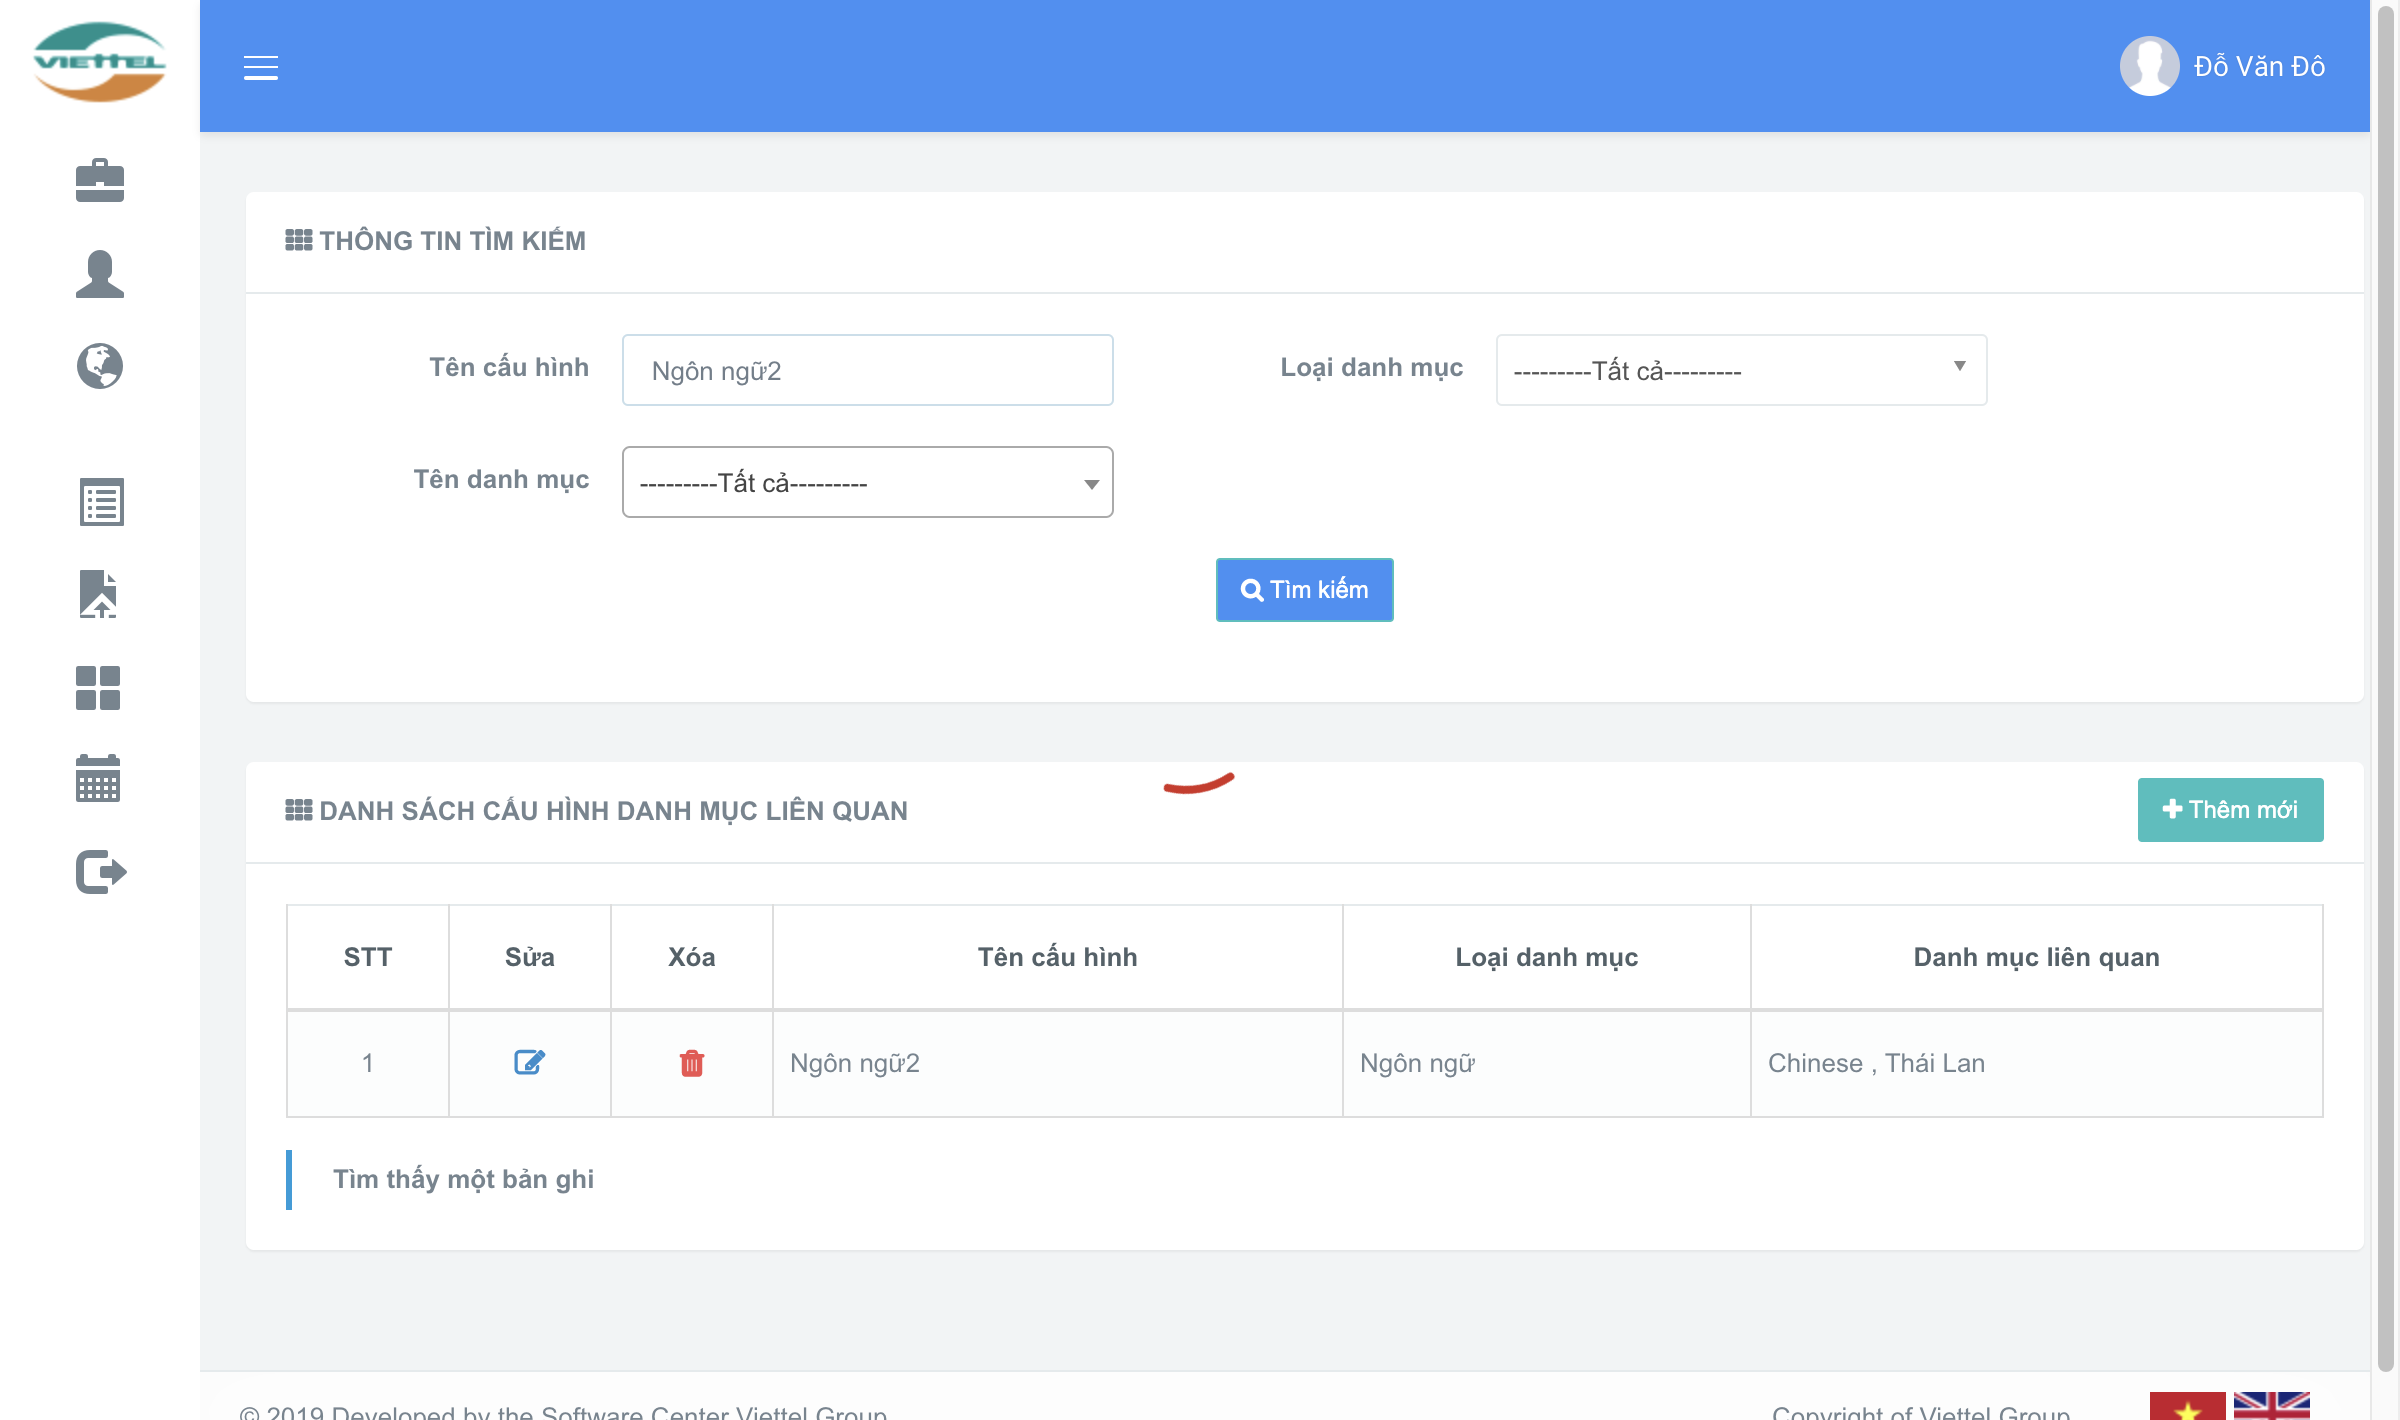 VIETTEL
Đỗ Văn Đô
THÔNG TIN TÌM KIẾM
Tên cấu hình
Ngôn ngữ2
Loại danh mục
---------Tất cả---------
Tên danh mục
---------Tất cả---------
Tìm kiếm
DANH SÁCH CẤU HÌNH DANH MỤC LIÊN QUAN
Thêm mới
STT Sửa Xóa Tên cấu hình Loại danh mục Danh mục liên quan
1 Ngôn ngữ2 Ngôn ngữ Chinese , Thái Lan
Tìm thấy một bản ghi
© 2019 Developed by the Software Center Viettel Group
Copyright of Viettel Group